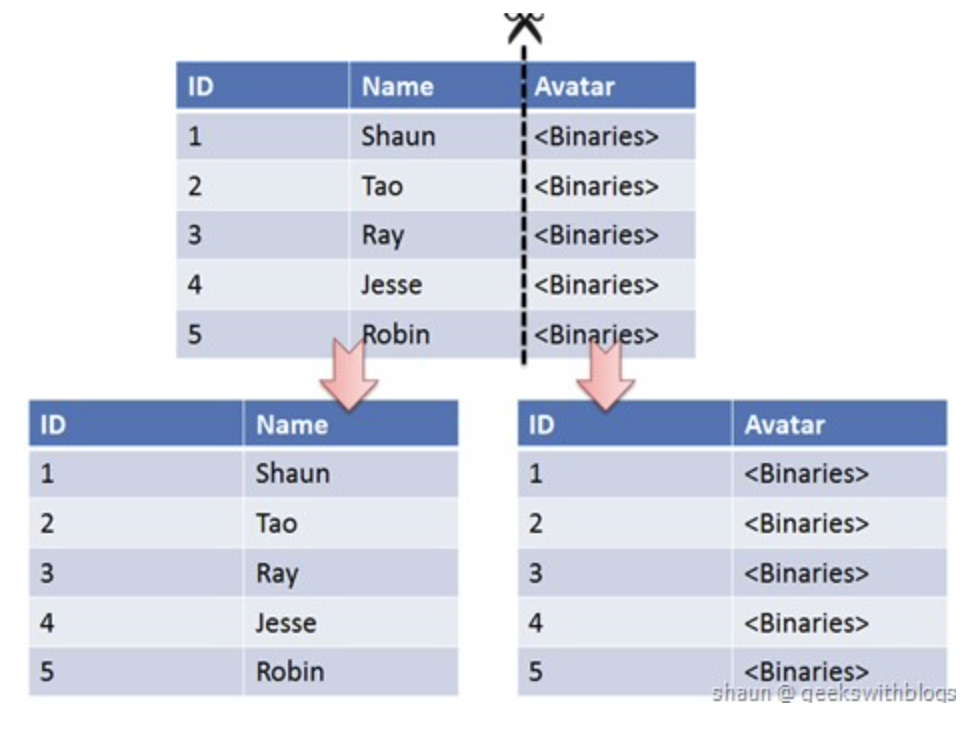 ID Name Avatar
1 Shaun <Binaries>
2 Tao <Binaries>
3 Ray <Binaries>
4 Jesse <Binaries>
5 Robin <Binaries>
ID Name
1 Shaun
2 Tao
3 Ray
4 Jesse
5 Robin
ID Avatar
1 <Binaries>
2 <Binaries>
3 <Binaries>
4 <Binaries>
5 <Binaries>
shaun @ geekswithblogs